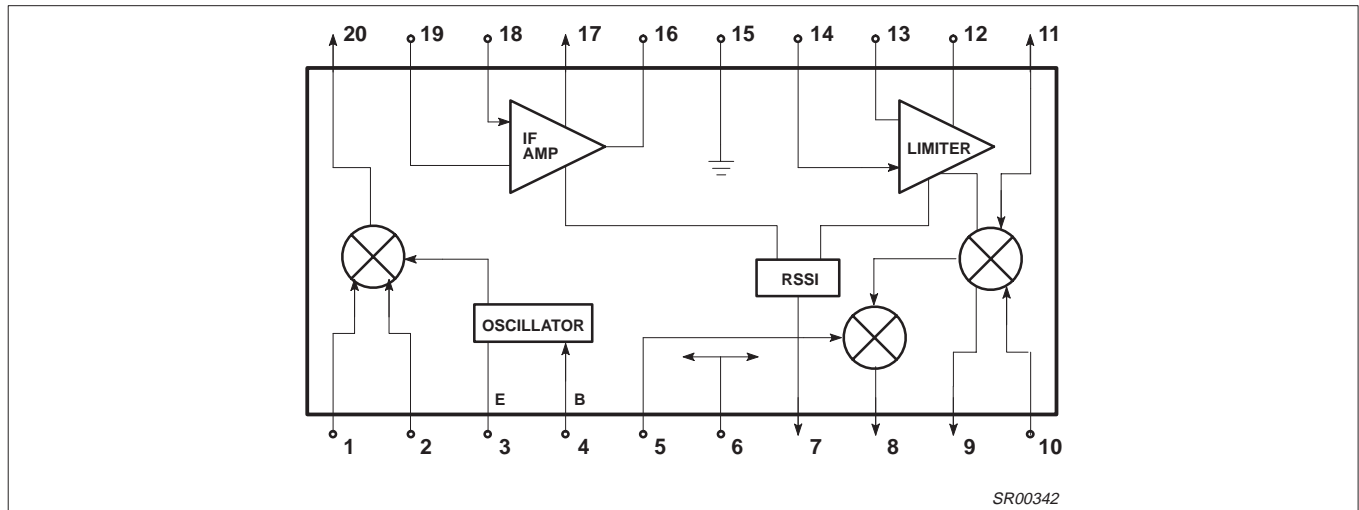 20 19 18 17 16 15 14 13 12 11
IF
AMP
LIMITER
RSSI
OSCILLATOR
E B
1 2 3 4 5 6 7 8 9 10
SR00342